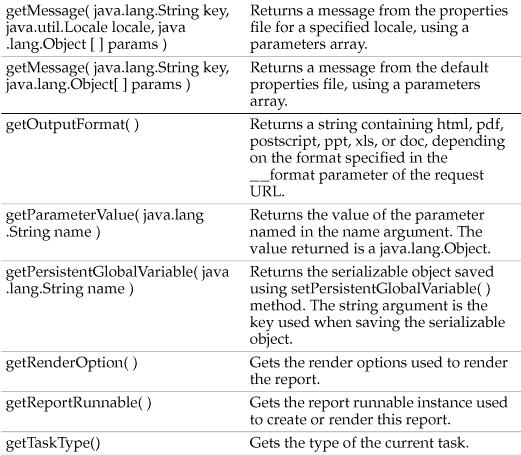 getMessage( java.lang.String key,
java.util.Locale locale, java
.lang.Object [ ] params )
Returns a message from the properties
file for a specified locale, using a
parameters array.
getMessage( java.lang.String key,
java.lang.Object[ ] params )
Returns a message from the default
properties file, using a parameters
array.
getOutputFormat( )
Returns a string containing html, pdf,
postscript, ppt, xls, or doc, depending
on the format specified in the
__format parameter of the request
URL.
getParameterValue( java.lang
.String name )
Returns the value of the parameter
named in the name argument. The
value returned is a java.lang.Object.
getPersistentGlobalVariable( java
.lang.String name )
Returns the serializable object saved
using setPersistentGlobalVariable( )
method. The string argument is the
key used when saving the serializable
object.
getRenderOption( )
Gets the render options used to render
the report.
getReportRunnable( )
Gets the report runnable instance used
to create or render this report.
getTaskType()
Gets the type of the current task.